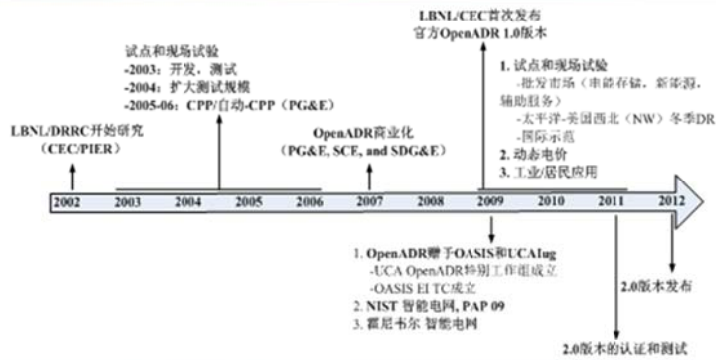 LBNL/CEC首次发布
官方OpenADR 1.0版本
试点和现场试验
-2003：开发，测试
-2004：扩大测试规模
-2005-06：CPP/自动-CPP（PG&E）
1. 试点和现场试验
-批发市场（电能存储，新能源，
辅助服务）
-太平洋-美国西北（NW）冬季DR
-国际示范
2. 动态电价
3. 工业/居民应用
LBNL/DRRC开始研究
（CEC/PIER）
OpenADR商业化
（PG&E, SCE, and SDG&E）
2002 2003 2004 2005 2006 2007 2008 2009 2010 2011 2012
1. OpenADR赠于OASIS和UCAIug
-UCA OpenADR特别工作组成立
-OASIS EI TC成立
2. NIST 智能电网, PAP 09
3. 霍尼韦尔 智能电网
2.0版本发布
2.0版本的认证和测试